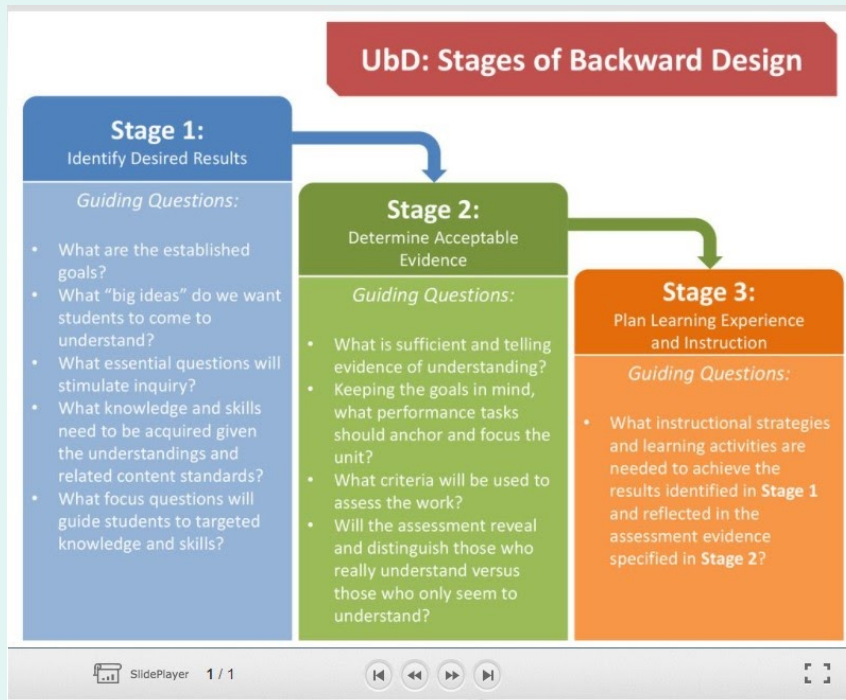 UbD: Stages of Backward Design
Stage 1:
Identify Desired Results
Guiding Questions:
• What are the established
goals?
• What “big ideas” do we want
students to come to
understand?
• What essential questions will
stimulate inquiry?
• What knowledge and skills
need to be acquired given
the understandings and
related content standards?
• What focus questions will
guide students to targeted
knowledge and skills?
Stage 2:
Determine Acceptable
Evidence
Guiding Questions:
• What is sufficient and telling
evidence of understanding?
• Keeping the goals in mind,
what performance tasks
should anchor and focus the
unit?
• What criteria will be used to
assess the work?
• Will the assessment reveal
and distinguish those who
really understand versus
those who only seem to
understand?
Stage 3:
Plan Learning Experience
and Instruction
Guiding Questions:
• What instructional strategies
and learning activities are
needed to achieve the
results identified in Stage 1
and reflected in the
assessment evidence
specified in Stage 2?
SlidePlayer 1 / 1